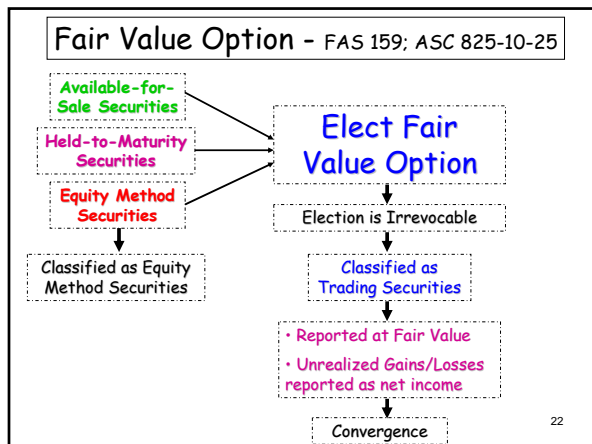 Fair Value Option - FAS 159; ASC 825-10-25
Available-for-
Sale Securities
Held-to-Maturity
Securities
Equity Method
Securities
Classified as Equity
Method Securities
Elect Fair
Value Option
Election is Irrevocable
Classified as
Trading Securities
• Reported at Fair Value
• Unrealized Gains/Losses
reported as net income
Convergence
22